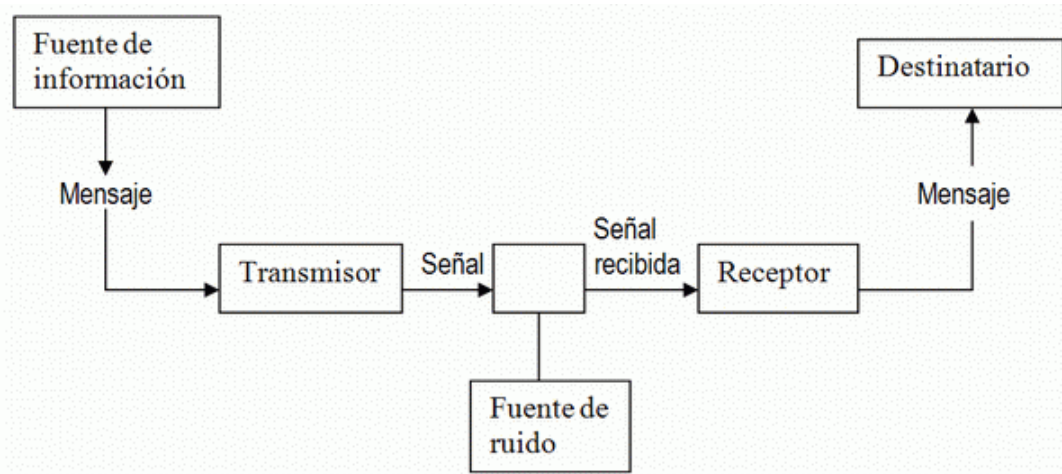 Fuente de
información
Destinatario
Mensaje
Mensaje
Señal
recibida
Transmisor
Señal
Receptor
Fuente de
ruido